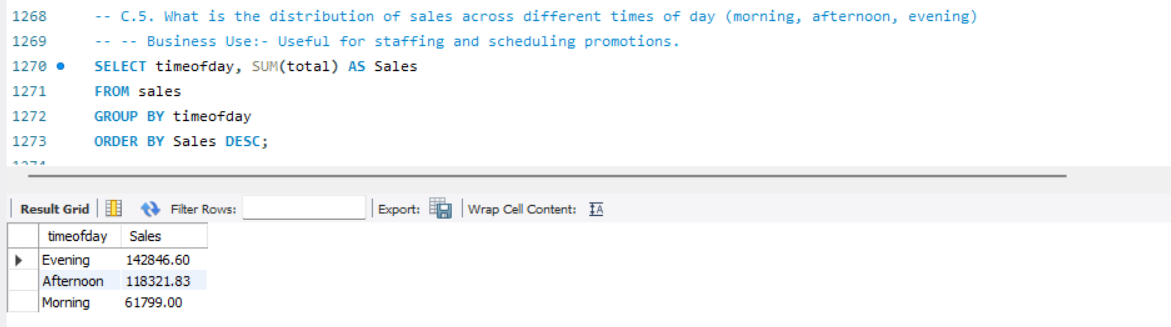 1268 -- C.5. What is the distribution of sales across different times of day (morning, afternoon, evening)
1269 -- -- Business Use:- Useful for staffing and scheduling promotions.
1270 SELECT timeofday, SUM(total) AS Sales
1271 FROM sales
1272 GROUP BY timeofday
1273 ORDER BY Sales DESC;
1274
Result Grid Filter Rows: Export: Wrap Cell Content: IA
timeofday Sales
Evening 142846.60
Afternoon 118321.83
Morning 61799.00